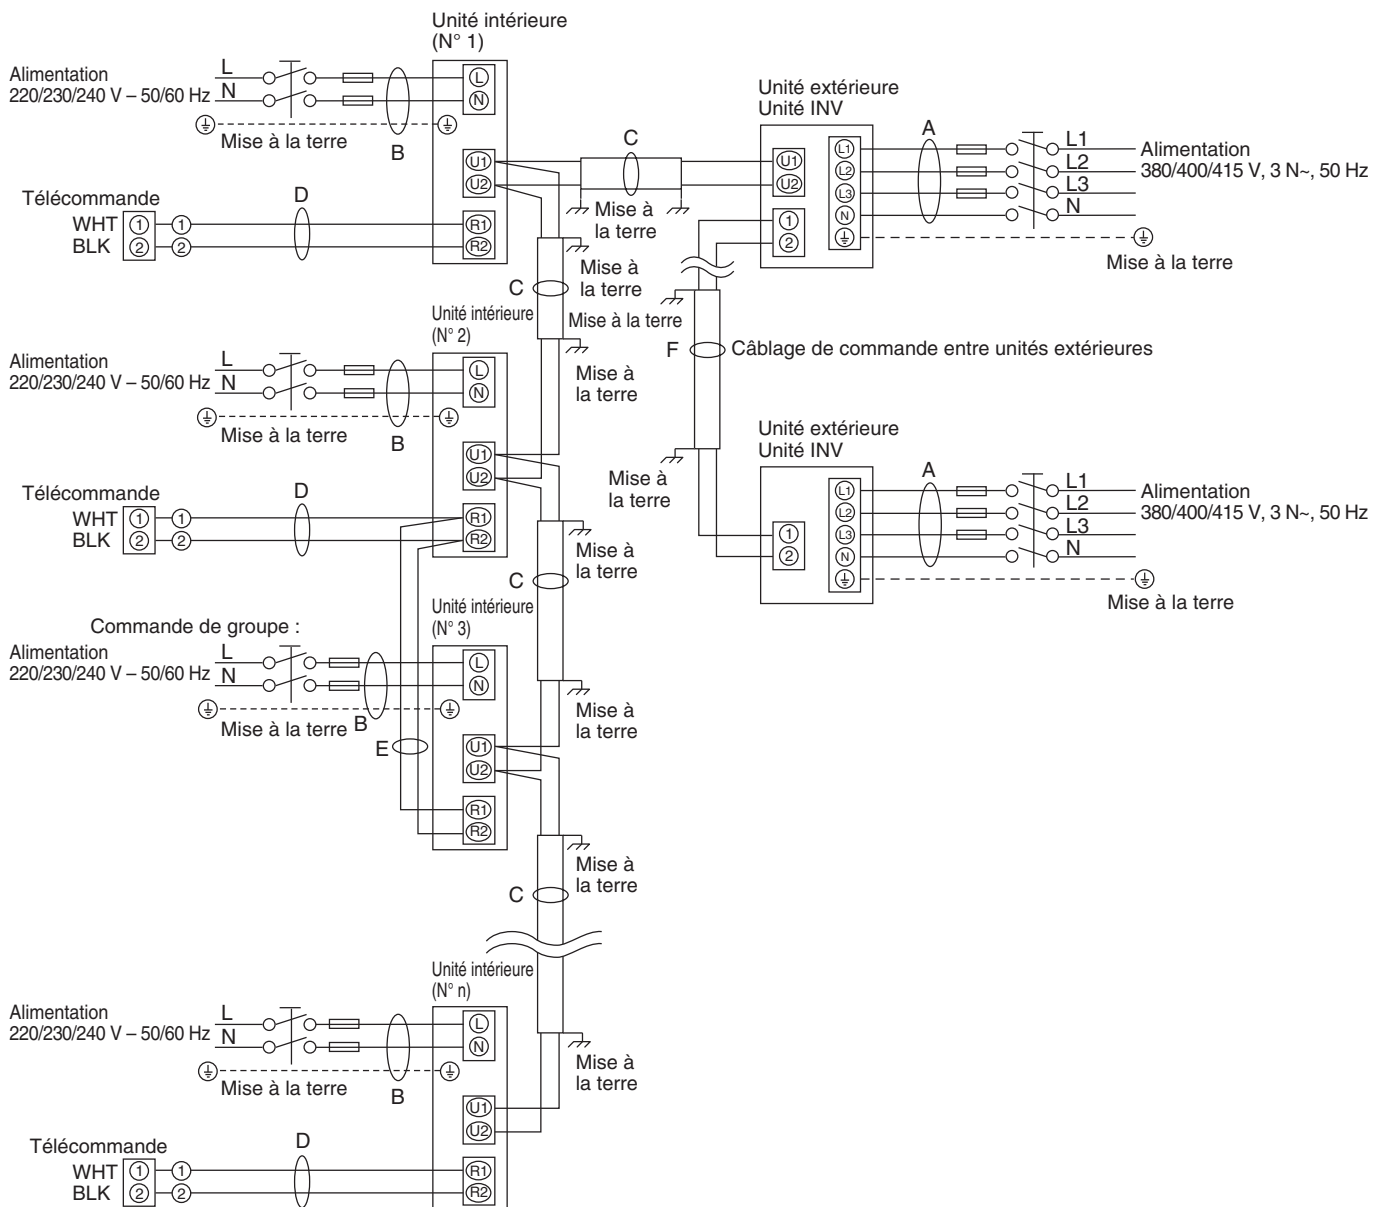 Unité intérieure
(N° 1)
Alimentation
220/230/240 V – 50/60 Hz
L
N
Mise à la terre
B
L
N
U1
U2
Télécommande
WHT 1 1
BLK 2 2
D
R1
R2
C
Mise à
la terre
Unité extérieure
Unité INV
U1
U2
1
2
L1
L2
L3
N
A
L1
L2
L3
N
Alimentation
380/400/415 V, 3 N~, 50 Hz
Mise à la terre
C
Mise à
la terre
Mise à la terre
F
Câblage de commande entre unités extérieures
Unité intérieure
(N° 2)
Alimentation
220/230/240 V – 50/60 Hz
L
N
Mise à la terre
B
L
N
U1
U2
Mise à
la terre
Télécommande
WHT 1 1
BLK 2 2
D
R1
R2
Mise à
la terre
Unité extérieure
Unité INV
1
2
L1
L2
L3
N
A
L1
L2
L3
N
Alimentation
380/400/415 V, 3 N~, 50 Hz
Mise à la terre
C
Mise à
la terre
Unité intérieure
(N° 3)
Commande de groupe :
Alimentation
220/230/240 V – 50/60 Hz
L
N
Mise à la terre
B
L
N
E
U1
U2
R1
R2
Mise à
la terre
C
Mise à
la terre
Unité intérieure
(N° n)
Alimentation
220/230/240 V – 50/60 Hz
L
N
Mise à la terre
B
L
N
U1
U2
Mise à
la terre
Télécommande
WHT 1 1
BLK 2 2
D
R1
R2